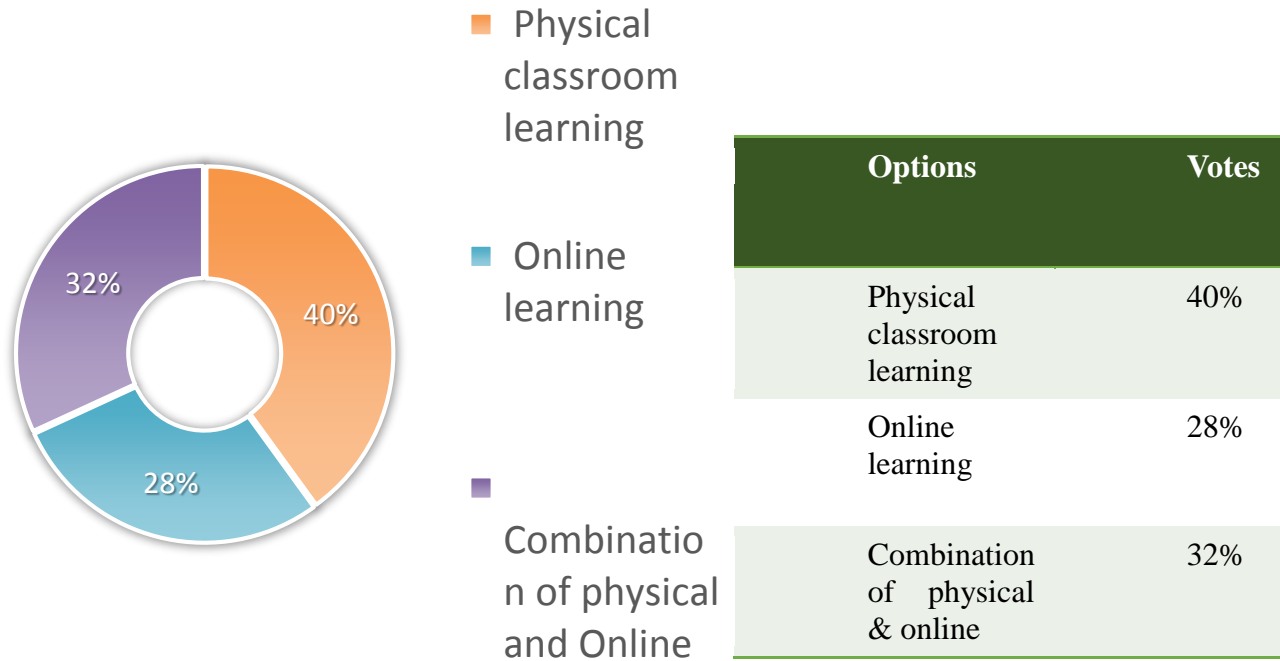 32%
40%
28%
Physical
classroom
learning
Online
learning
Combinatio
n of physical
and Online
Options Votes
Physical 40%
classroom
learning
Online 28%
learning
Combination 32%
of physical
& online